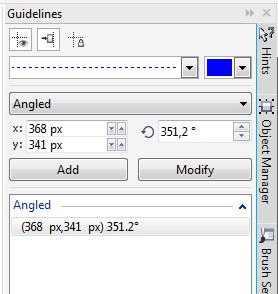 Guidelines
Angled
x: 368 px
351,2 °
y: 341 px
Add
Modify
Angled
(368 px,341 px) 351.2°
Hints
Object Manager
Brush Se